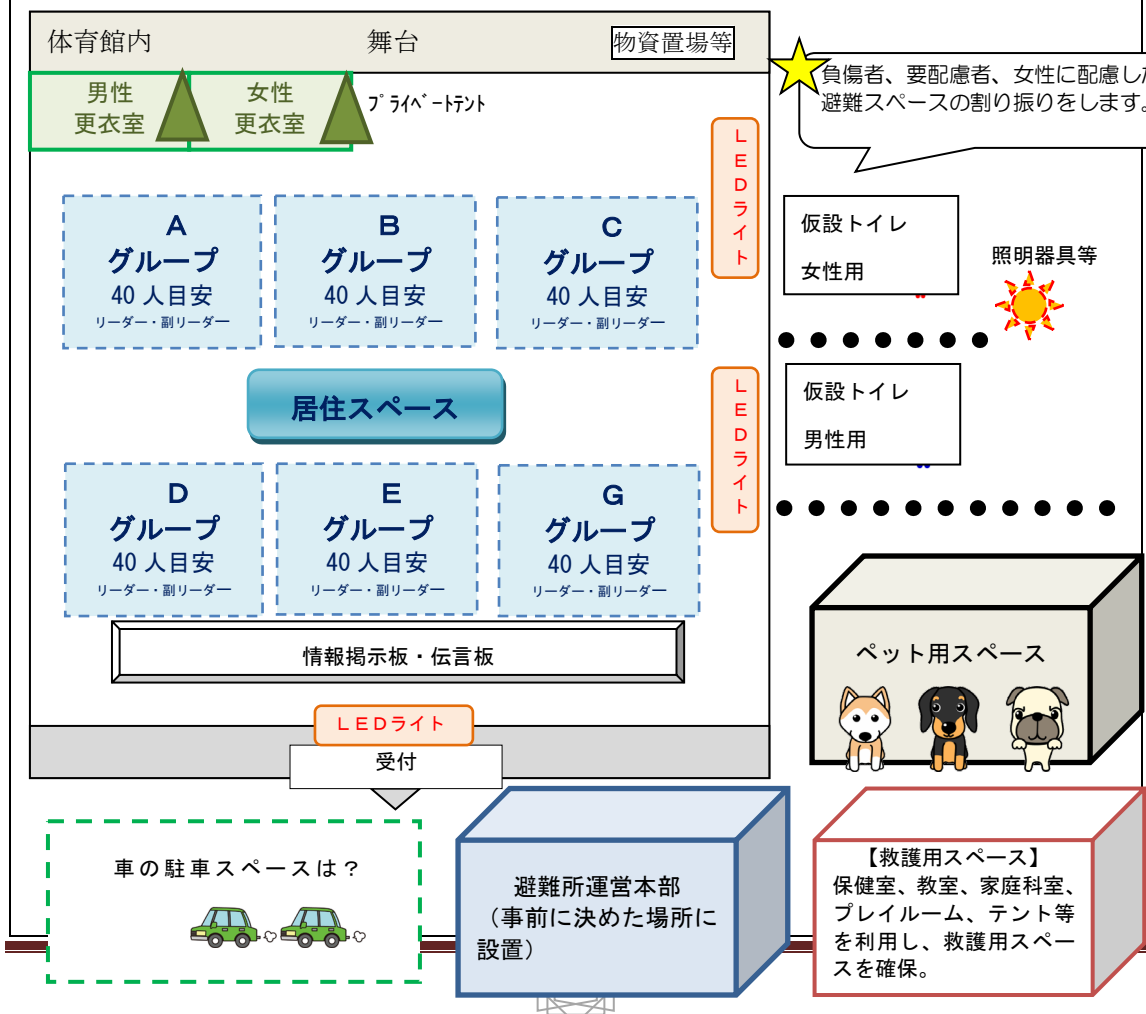 体育館内
舞台
物資置場等
負傷者、要配慮者、女性に配慮した
避難スペースの割り振りをします。
男性
更衣室
女性
更衣室
ﾌﾟﾗｲﾍﾞｰﾄﾃﾝﾄ
LEDライト
A
グループ
40 人目安
リーダー・副リーダー
B
グループ
40 人目安
リーダー・副リーダー
C
グループ
40 人目安
リーダー・副リーダー
仮設トイレ
女性用
照明器具等
居住スペース
LEDライト
仮設トイレ
男性用
D
グループ
40 人目安
リーダー・副リーダー
E
グループ
40 人目安
リーダー・副リーダー
G
グループ
40 人目安
リーダー・副リーダー
情報掲示板・伝言板
ペット用スペース
LEDライト
受付
車の駐車スペースは？
避難所運営本部
（事前に決めた場所に
設置）
【救護用スペース】
保健室、教室、家庭科室、
プレイルーム、テント等
を利用し、救護用スペー
スを確保。